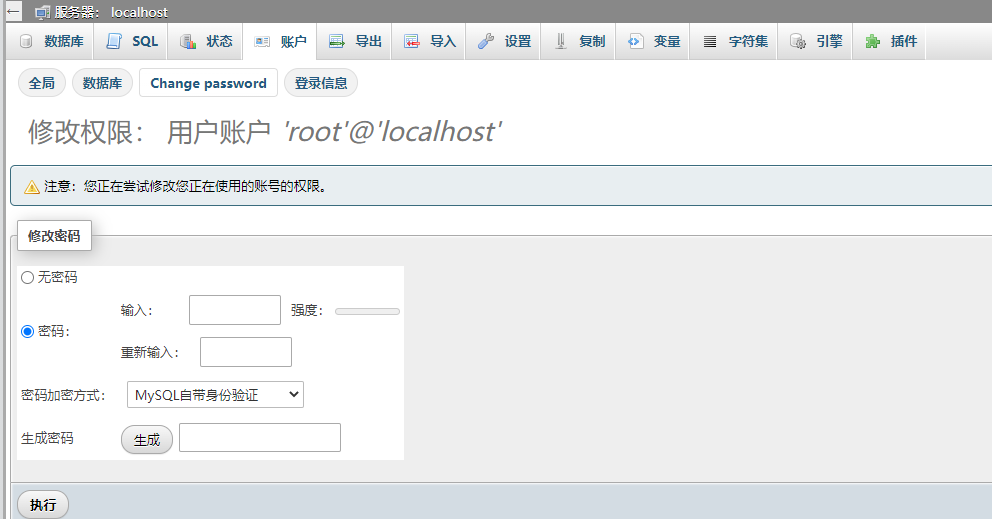 服务器： localhost
数据库 SQL 状态 账户 导出 导入 设置 复制 变量 字符集 引擎 插件
全局 数据库 Change password 登录信息
修改权限： 用户账户 'root'@'localhost'
注意：您正在尝试修改您正在使用的账号的权限。
修改密码
无密码
输入： 强度：
密码：
重新输入：
密码加密方式： MySQL自带身份验证
生成密码 生成
执行